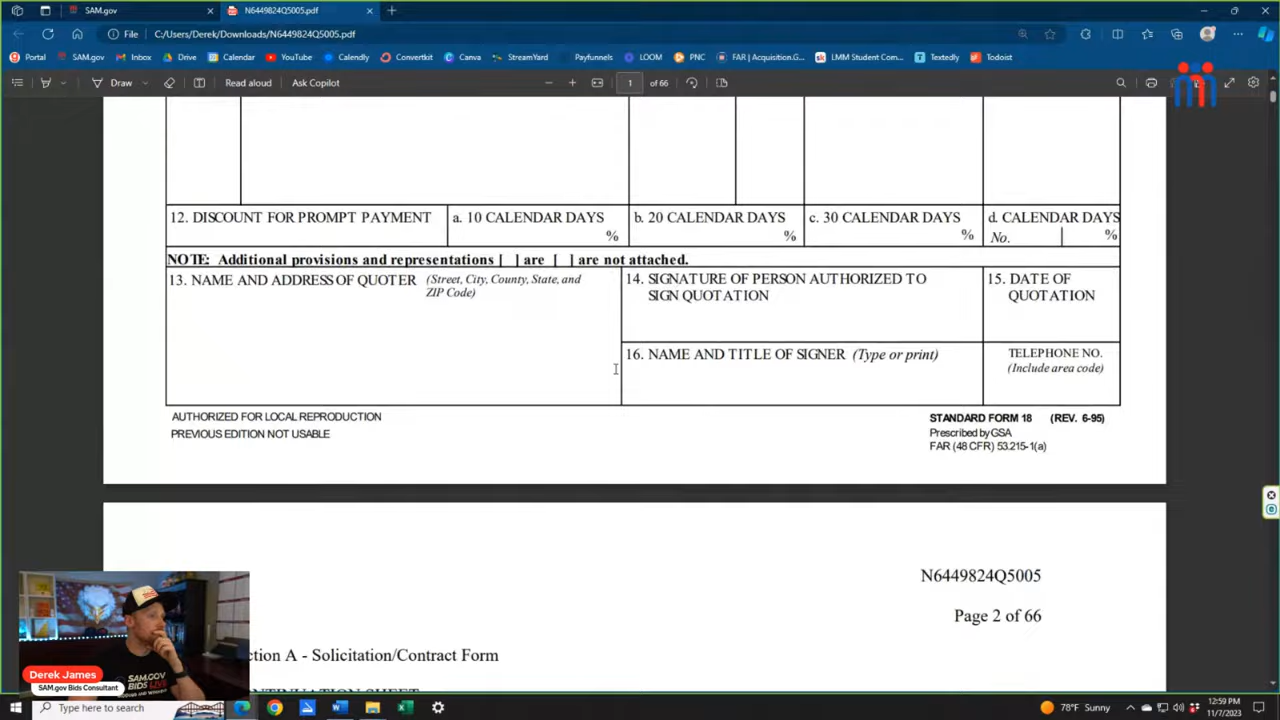 SAM.gov
N6449824Q5005.pdf
File
C:/Users/Derek/Downloads/N6449824Q5005.pdf
Portal
SAM.gov
Inbox
Drive
Calendar
YouTube
Calendly
Convertkit
Canva
StreamYard
Payfunnels
LOOM
PNC
FAR | Acquisition.G...
LMM Student Com...
Textedly
Todoist
Draw
Read aloud
Ask Copilot
1
of 66
12. DISCOUNT FOR PROMPT PAYMENT
a. 10 CALENDAR DAYS
%
b. 20 CALENDAR DAYS
%
c. 30 CALENDAR DAYS
%
d. CALENDAR DAYS
No.
%
NOTE: Additional provisions and representations [ ] are [ ] are not attached.
13. NAME AND ADDRESS OF QUOTER (Street, City, County, State, and
ZIP Code)
14. SIGNATURE OF PERSON AUTHORIZED TO
SIGN QUOTATION
15. DATE OF
QUOTATION
16. NAME AND TITLE OF SIGNER (Type or print)
TELEPHONE NO.
(Include area code)
AUTHORIZED FOR LOCAL REPRODUCTION
PREVIOUS EDITION NOT USABLE
STANDARD FORM 18 (REV. 6-95)
Prescribed by GSA
FAR (48 CFR) 53.215-1(a)
N6449824Q5005
Page 2 of 66
ction A - Solicitation/Contract Form
SAM.GOV
BIDS LIVE
Derek James
SAM.gov Bids Consultant
Type here to search
78°F Sunny
12:59 PM
11/7/2023